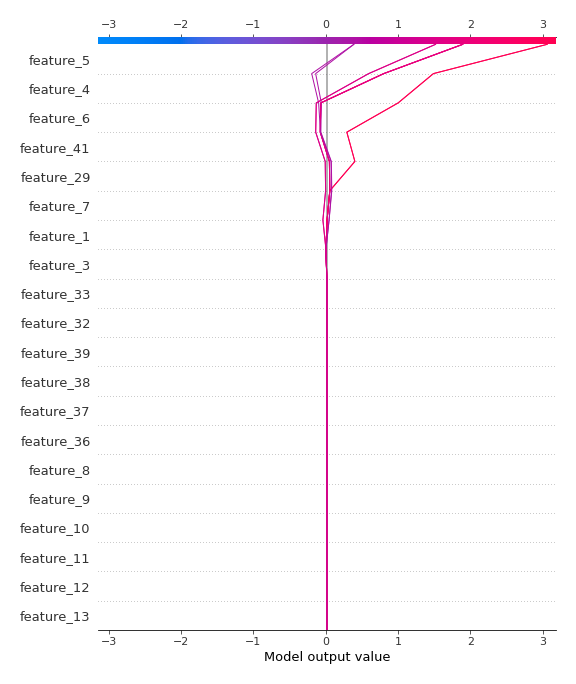 −3 −2 −1 0 1 2 3
feature_5
feature_4
feature_6
feature_41
feature_29
feature_7
feature_1
feature_3
feature_33
feature_32
feature_39
feature_38
feature_37
feature_36
feature_8
feature_9
feature_10
feature_11
feature_12
feature_13
−3 −2 −1 0 1 2 3
Model output value